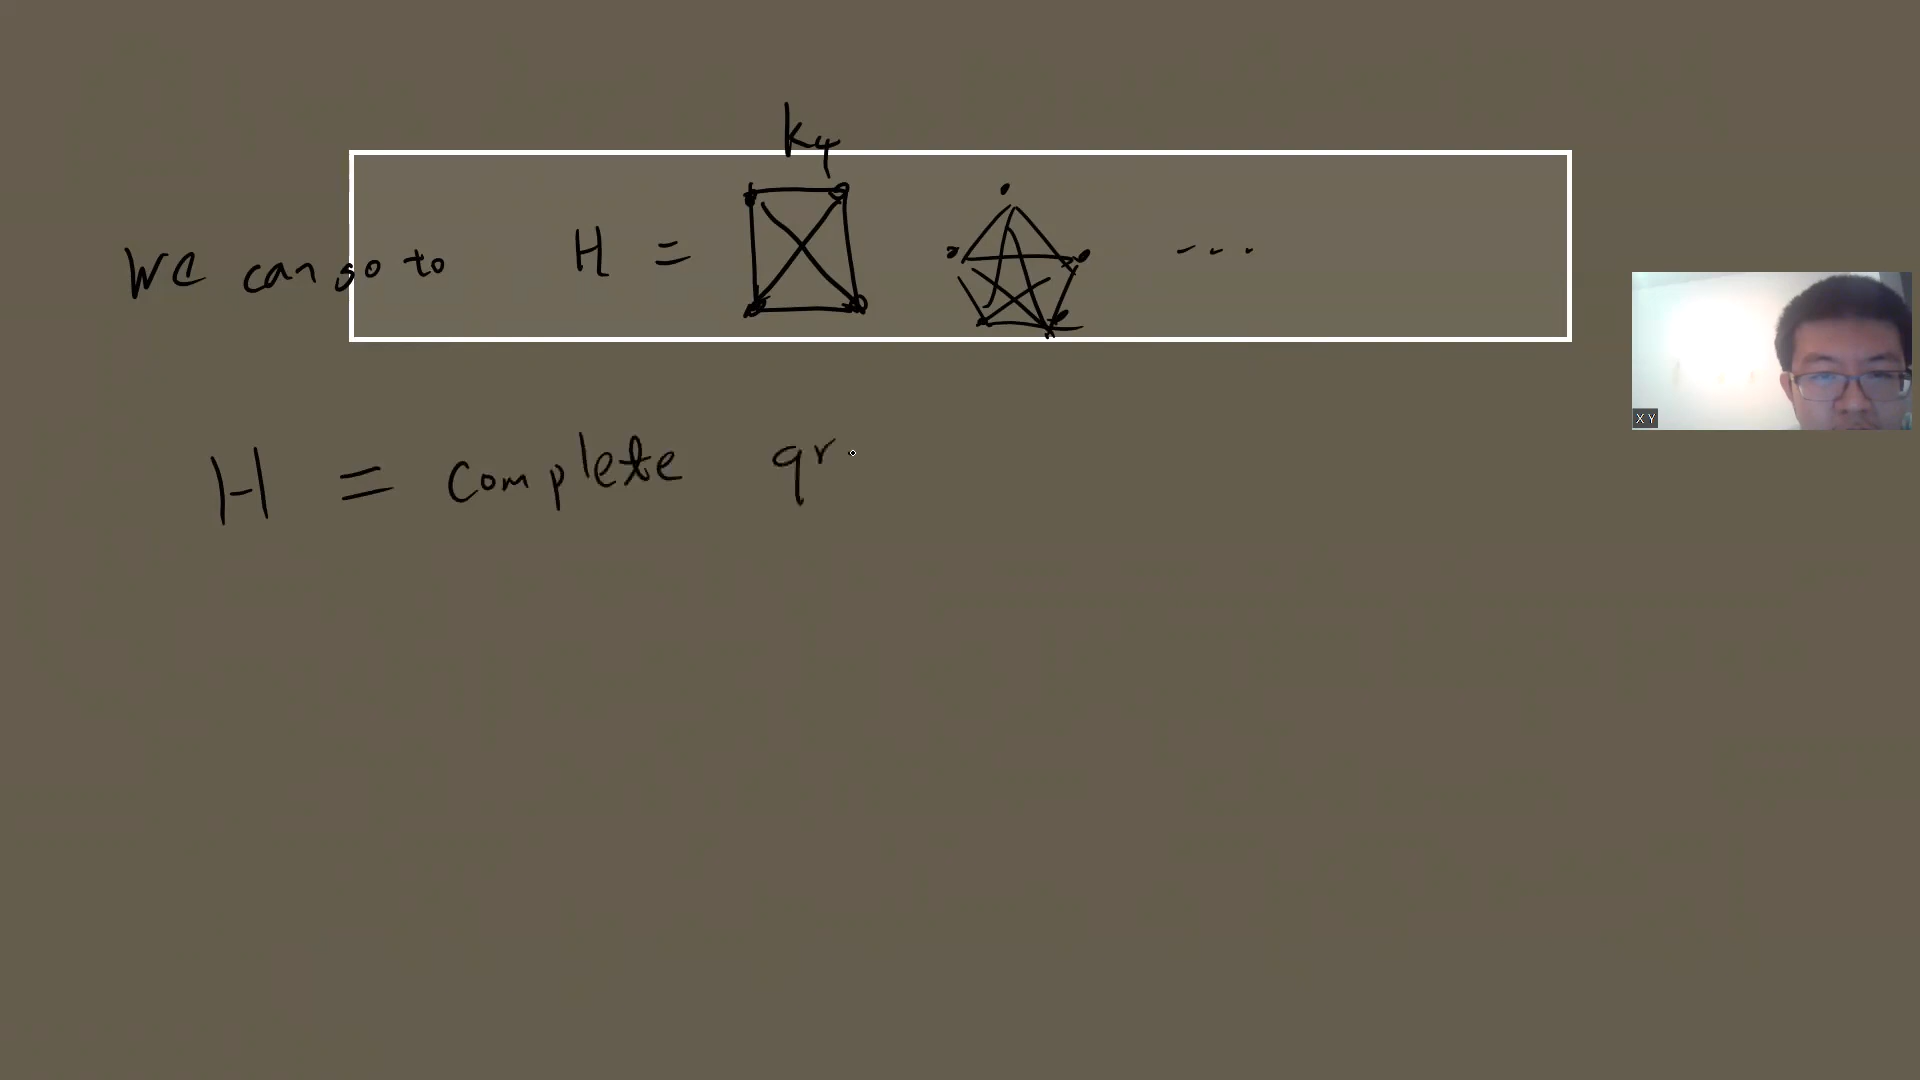 K4
We can go to H = ...
H = complete gr
XY